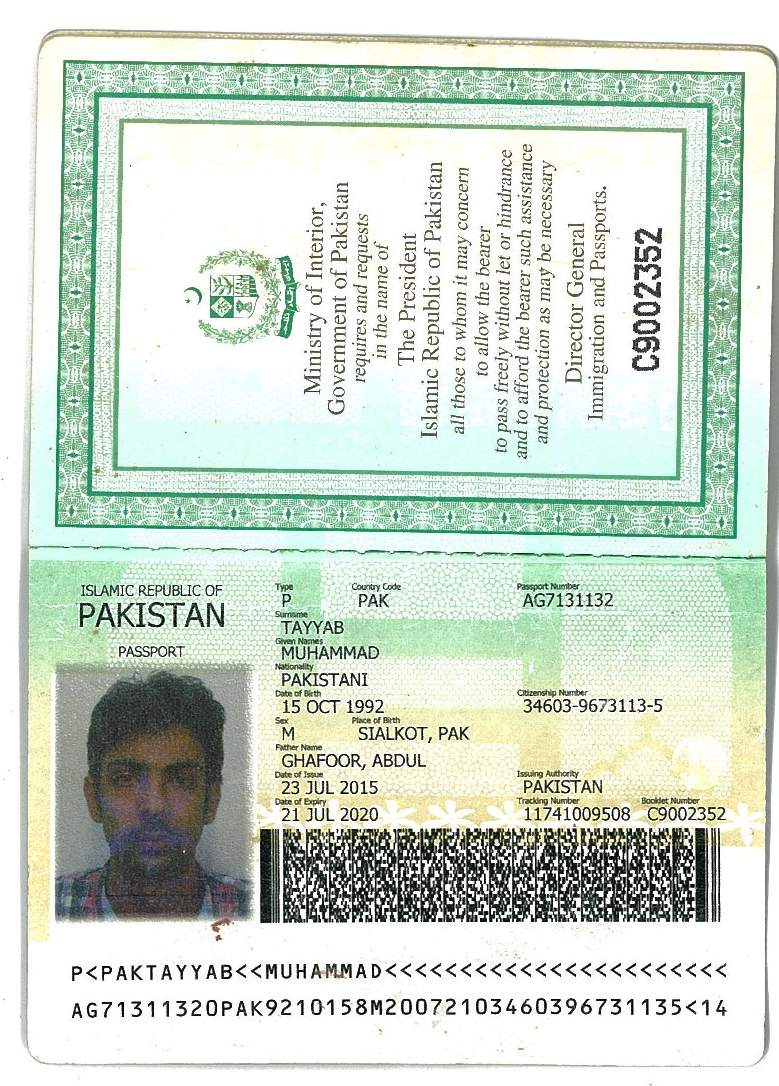 Ministry of Interior,
Government of Pakistan
requires and requests
in the name of
The President
Islamic Republic of Pakistan
all those to whom it may concern
to allow the bearer
to pass freely without let or hindrance
and to afford the bearer such assistance
and protection as may be necessary
Director General
Immigration and Passports.
C9002352
ISLAMIC REPUBLIC OF
PAKISTAN
PASSPORT
Type Country Code Passport Number
P PAK AG7131132
Surname
TAYYAB
Given Names
MUHAMMAD
Nationality
PAKISTANI
Date of Birth Citizenship Number
15 OCT 1992 34603-9673113-5
Sex Place of Birth
M SIALKOT, PAK
Father Name
GHAFOOR, ABDUL
Date of Issue Issuing Authority
23 JUL 2015 PAKISTAN
Date of Expiry Tracking Number Booklet Number
21 JUL 2020 11741009508 C9002352
P<PAKTAYYAB<<MUHAMMAD<<<<<<<<<<<<<<<<<<<<<<<
AG71311320PAK9210158M20072103460396731135<14